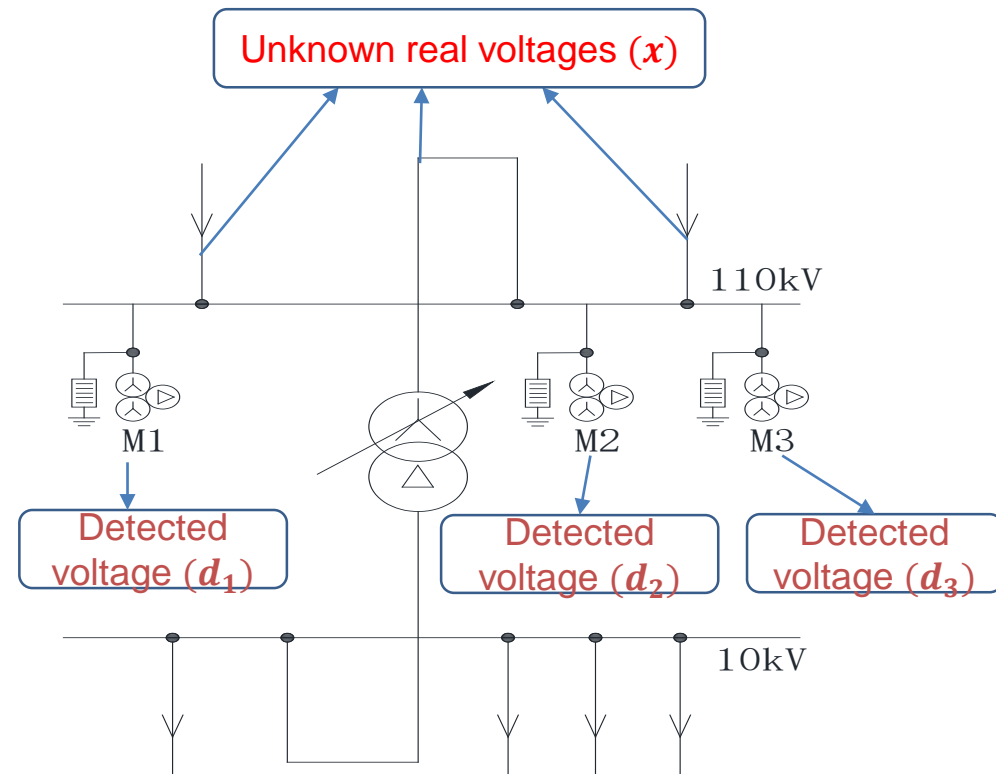 Unknown real voltages (x)
110kV
M1
M2
M3
Detected
voltage (d₁)
Detected
voltage (d₂)
Detected
voltage (d₃)
10kV